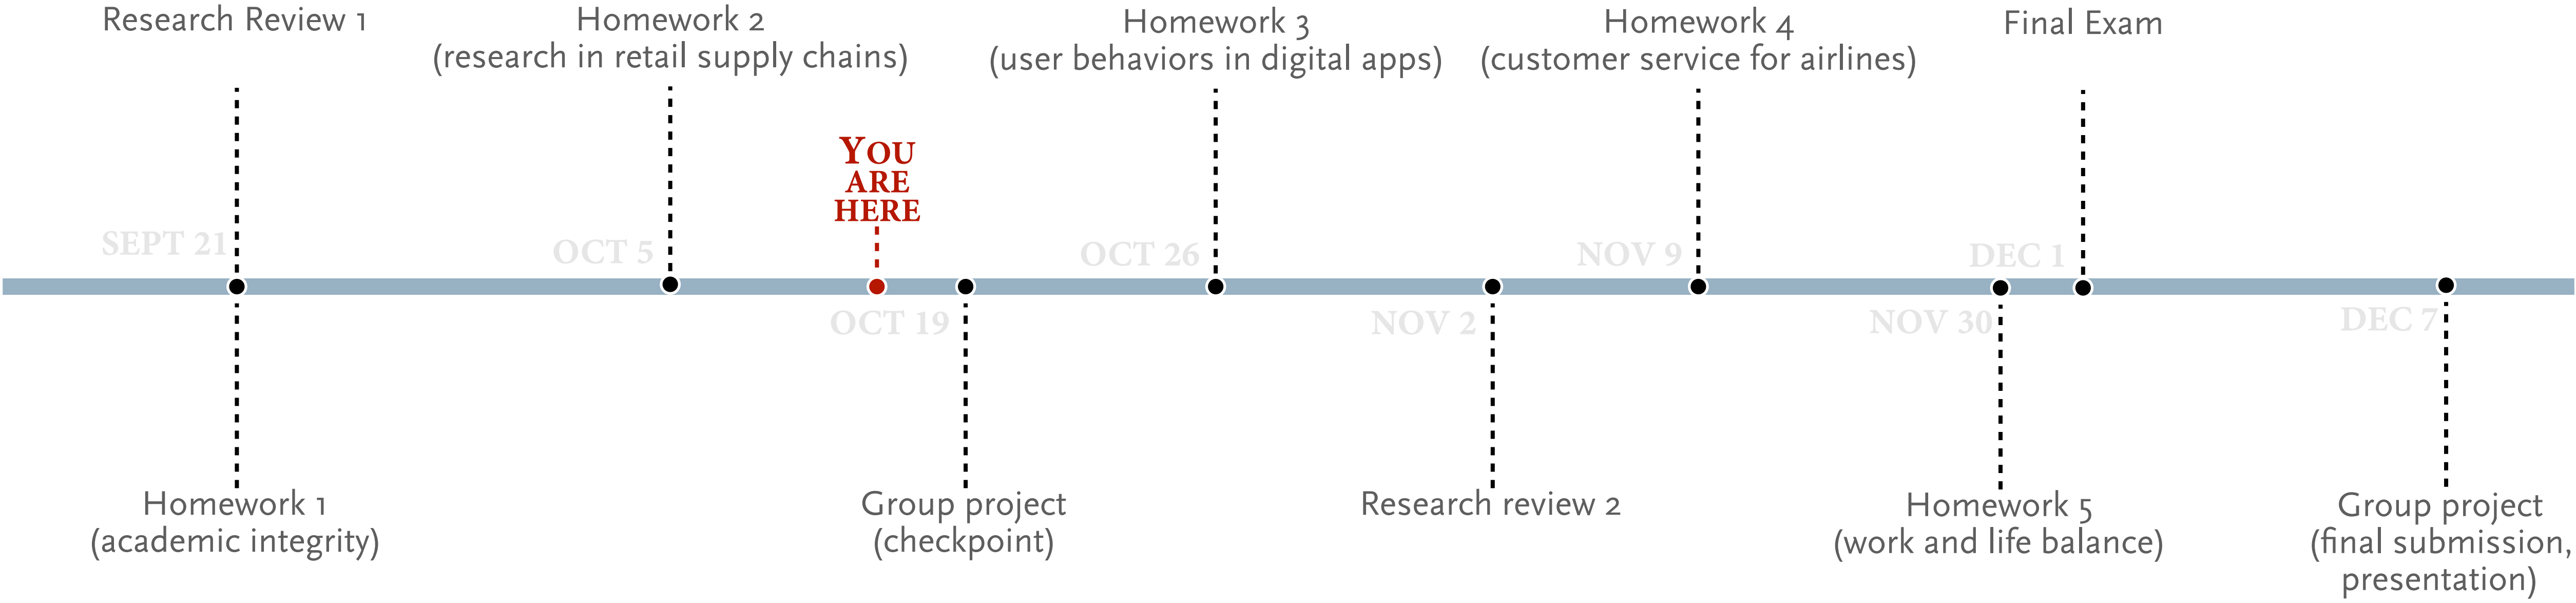 Research Review 1
Homework 2
(research in retail supply chains)
Homework 3
(user behaviors in digital apps)
Homework 4
(customer service for airlines)
Final Exam
YOU
ARE
HERE
SEPT 21
OCT 5
OCT 26
NOV 9
DEC 1
OCT 19
NOV 2
NOV 30
DEC 7
Homework 1
(academic integrity)
Group project
(checkpoint)
Research review 2
Homework 5
(work and life balance)
Group project
(final submission,
presentation)